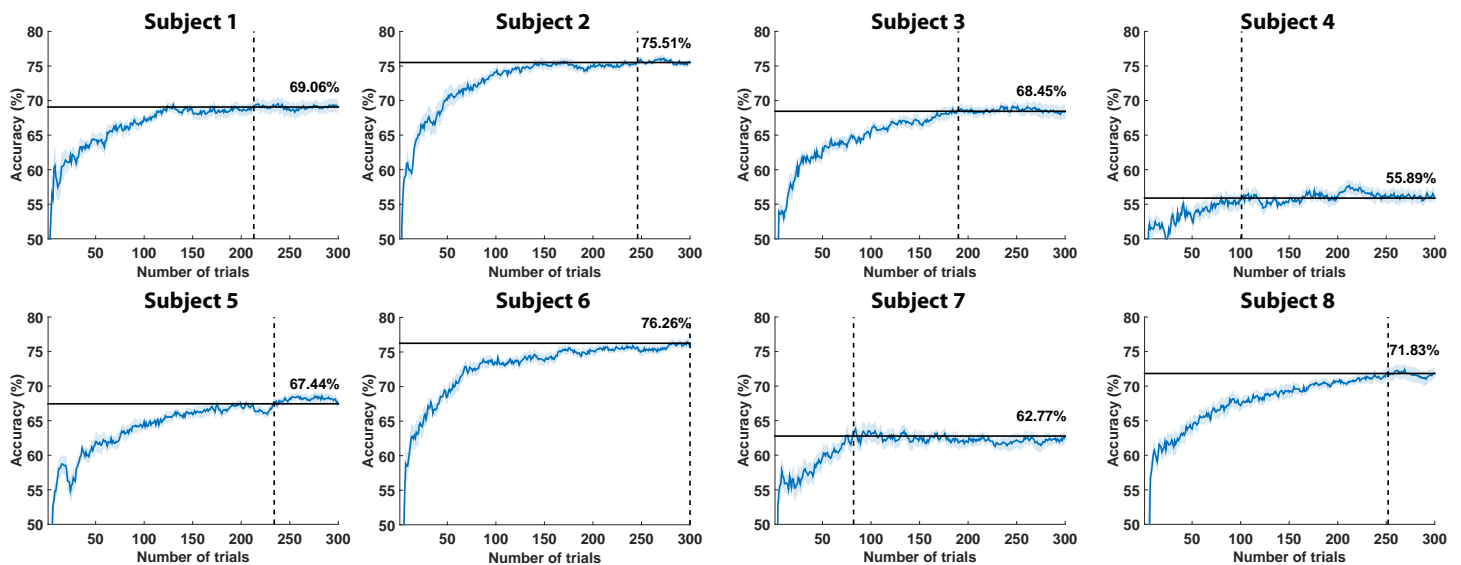 Subject 1
80
75
70
65
60
55
50
Accuracy (%)
69.06%
50 100 150 200 250 300
Number of trials
Subject 2
80
75
70
65
60
55
50
Accuracy (%)
75.51%
50 100 150 200 250 300
Number of trials
Subject 3
80
75
70
65
60
55
50
Accuracy (%)
68.45%
50 100 150 200 250 300
Number of trials
Subject 4
80
75
70
65
60
55
50
Accuracy (%)
55.89%
50 100 150 200 250 300
Number of trials
Subject 5
80
75
70
65
60
55
50
Accuracy (%)
67.44%
50 100 150 200 250 300
Number of trials
Subject 6
80
75
70
65
60
55
50
Accuracy (%)
76.26%
50 100 150 200 250 300
Number of trials
Subject 7
80
75
70
65
60
55
50
Accuracy (%)
62.77%
50 100 150 200 250 300
Number of trials
Subject 8
80
75
70
65
60
55
50
Accuracy (%)
71.83%
50 100 150 200 250 300
Number of trials